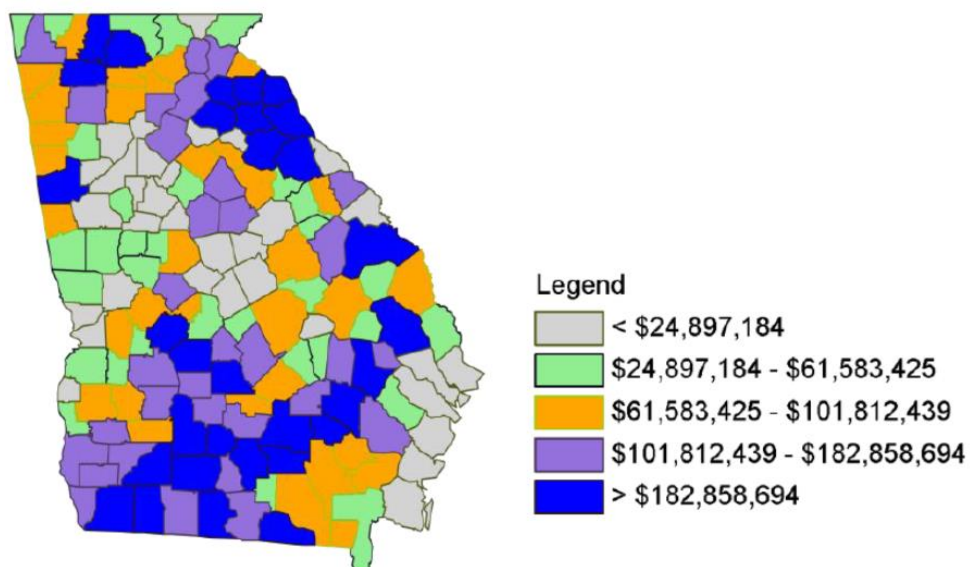 Legend
< $24,897,184
$24,897,184 - $61,583,425
$61,583,425 - $101,812,439
$101,812,439 - $182,858,694
> $182,858,694